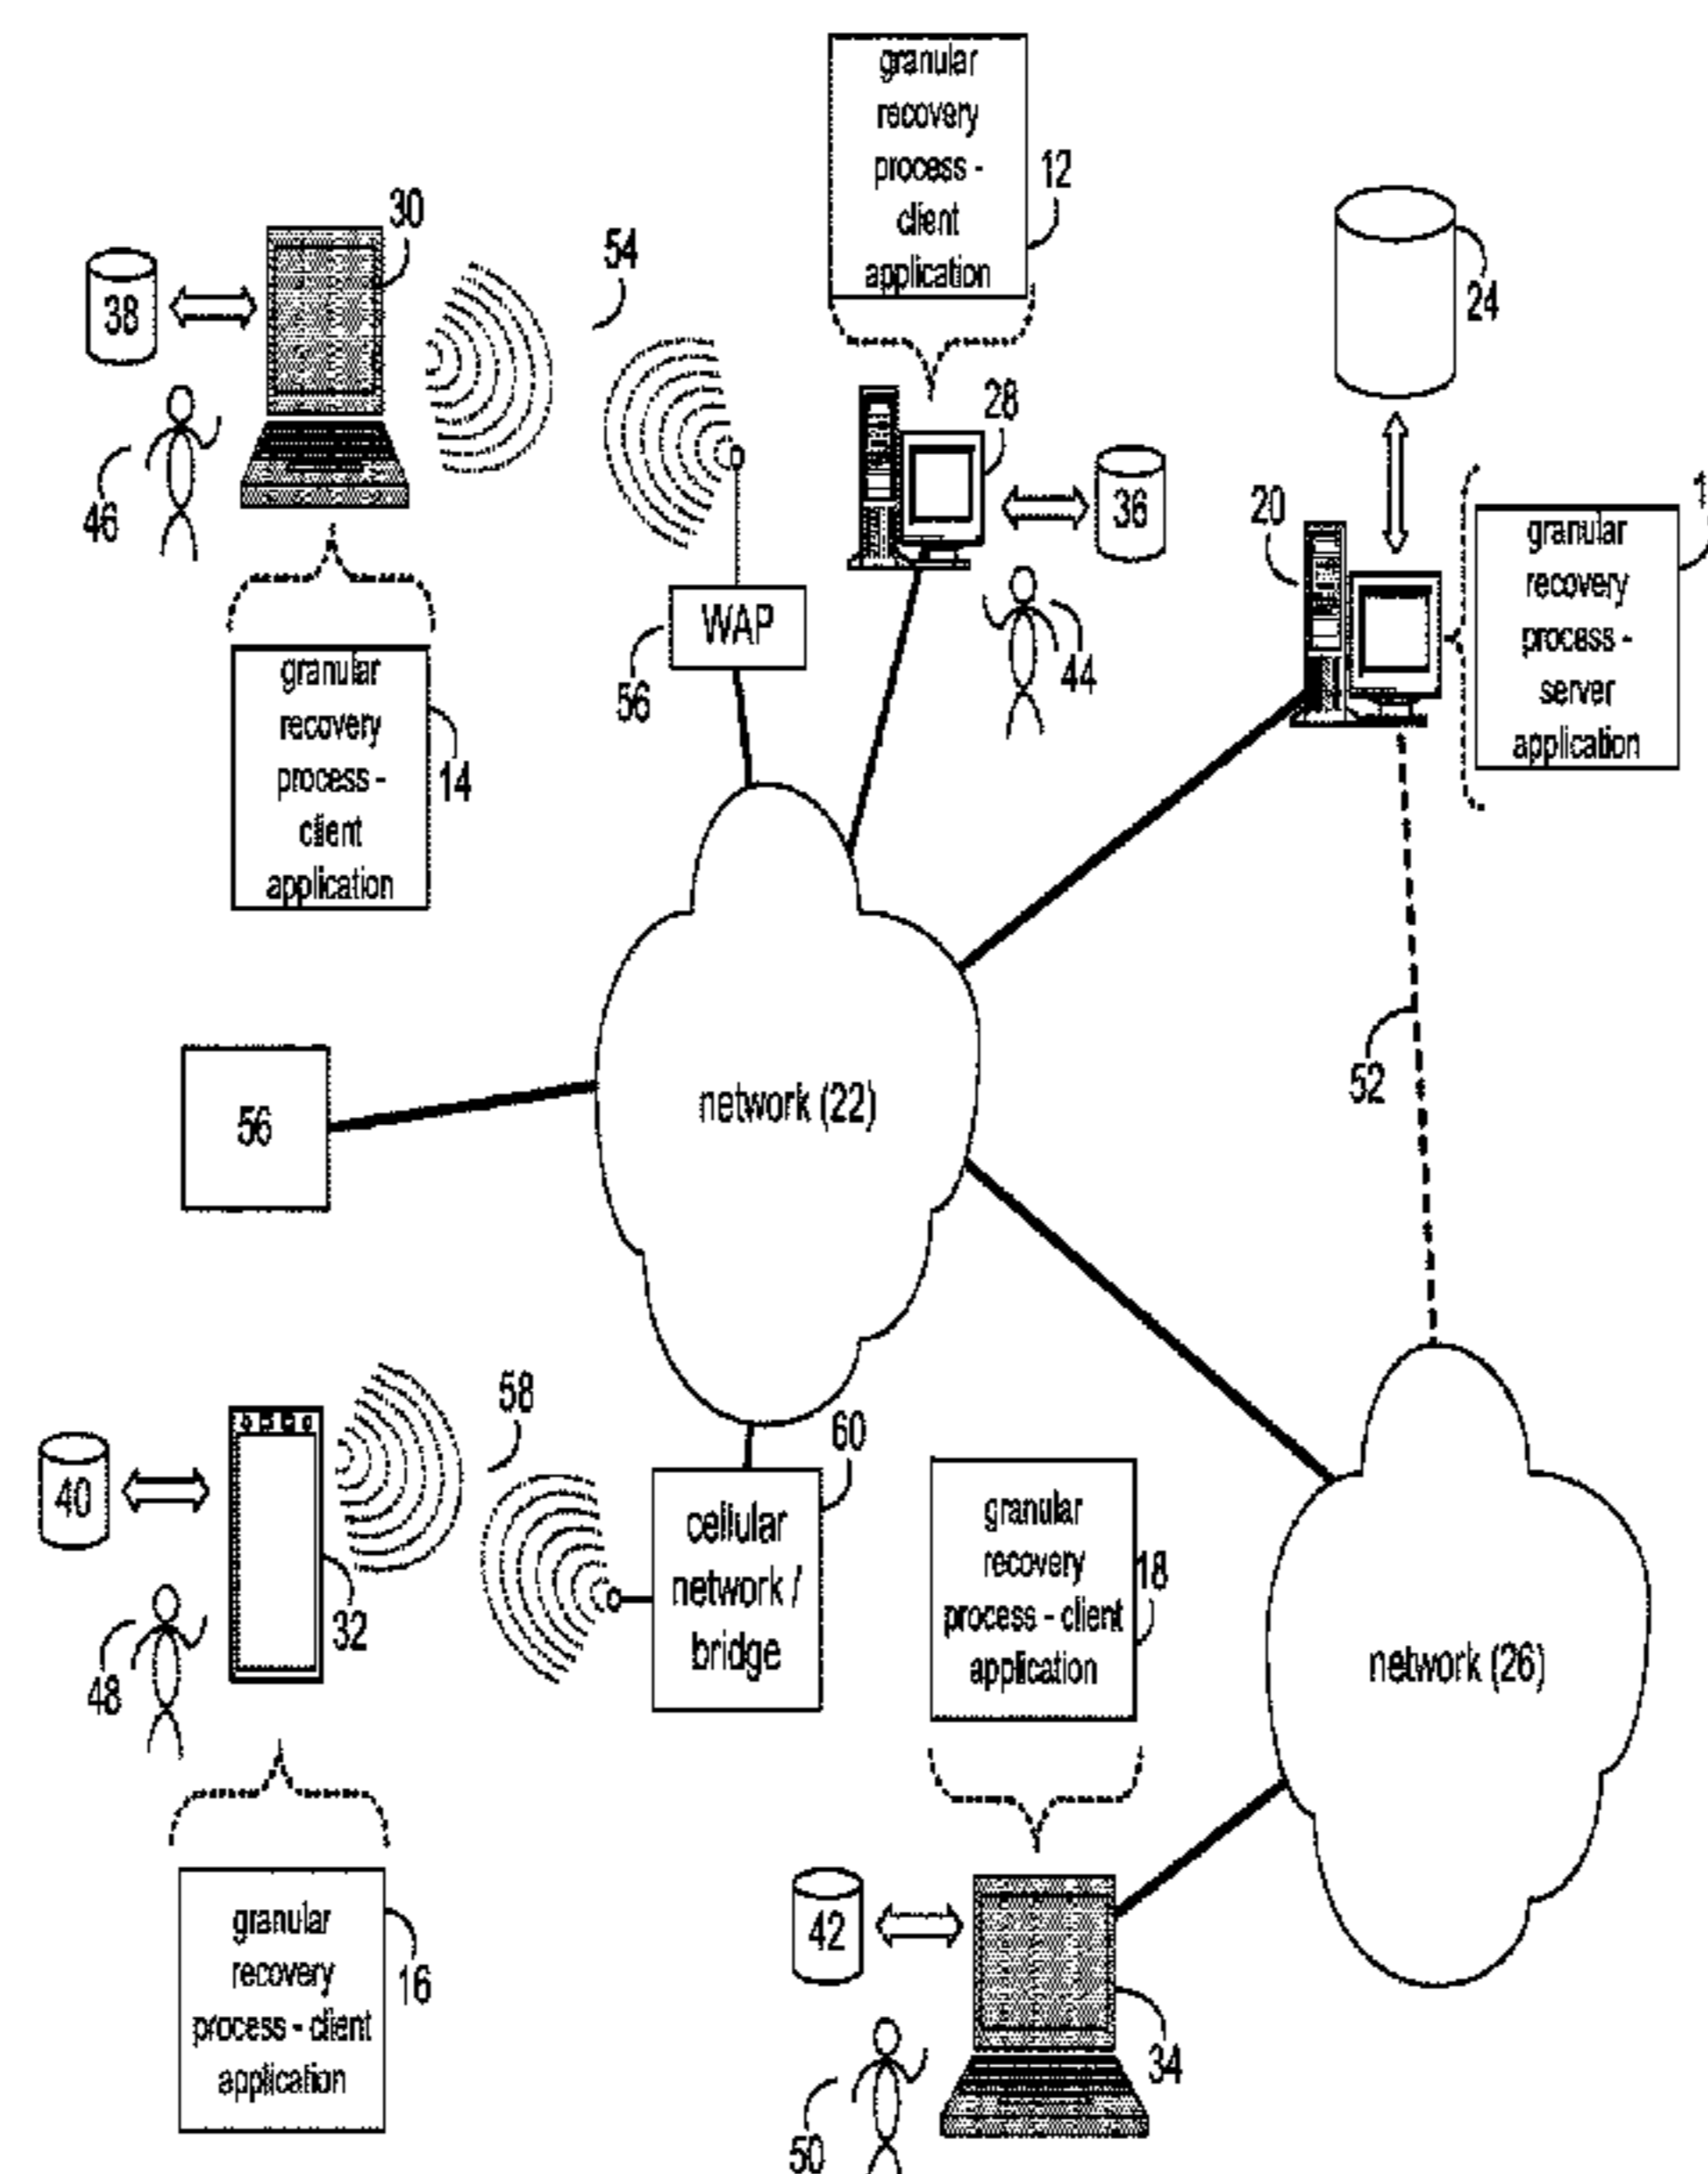 granular
recovery
process -
client
application
12
30
54
38
24
28
36
46
20
granular
recovery
process -
server
application
WAP
56
44
granular
recovery
process -
client
application
14
52
56
network (22)
58
60
40
cellular
network /
bridge
32
48
granular
recovery
process - client
application
18
network (26)
granular
recovery
process - client
application
16
42
34
50